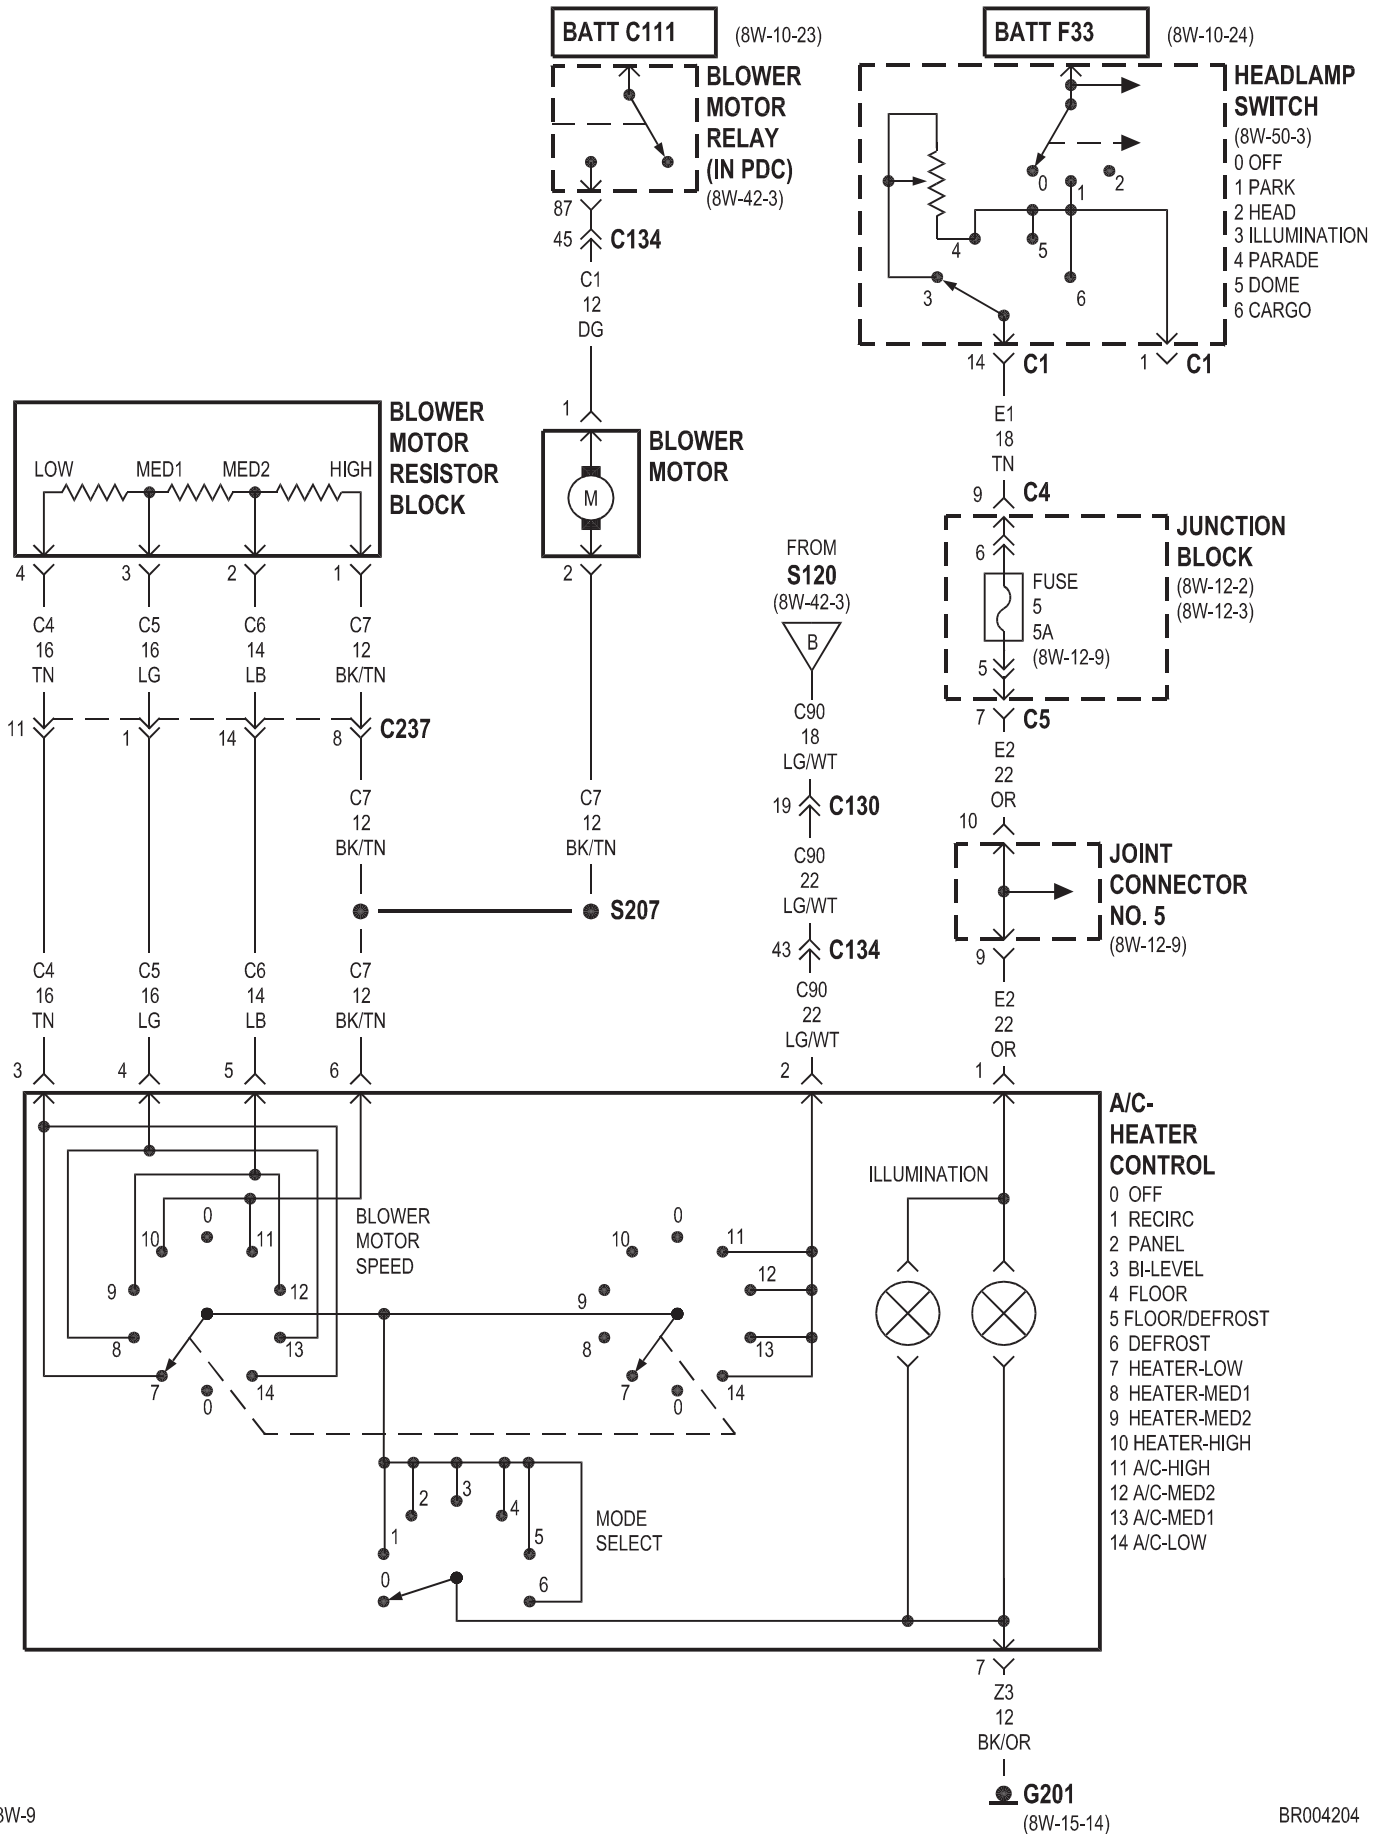 BATT C111 (8W-10-23)
BATT F33 (8W-10-24)
BLOWER
MOTOR
RELAY
(IN PDC)
(8W-42-3)
87
45 C134
C1
12
DG
HEADLAMP
SWITCH
(8W-50-3)
0 OFF
1 PARK
2 HEAD
3 ILLUMINATION
4 PARADE
5 DOME
6 CARGO
0
1
2
4
5
3
6
14 C1
1 C1
E1
18
TN
9 C4
BLOWER
MOTOR
RESISTOR
BLOCK
LOW MED1 MED2 HIGH
1
BLOWER
MOTOR
M
2
JUNCTION
BLOCK
(8W-12-2)
(8W-12-3)
6
FUSE
5
5A
(8W-12-9)
5
7 C5
FROM
S120
(8W-42-3)
B
4 3 2 1
C4 C5 C6 C7
16 16 14 12
TN LG LB BK/TN
11 1 14 8 C237
C90
18
LG/WT
19 C130
E2
22
OR
10
C7 C7
12 12
BK/TN BK/TN
S207
C90
22
LG/WT
43 C134
JOINT
CONNECTOR
NO. 5
(8W-12-9)
9
C4 C5 C6 C7
16 16 14 12
TN LG LB BK/TN
C90
22
LG/WT
E2
22
OR
3 4 5 6 2 1
A/C-
HEATER
CONTROL
0 OFF
1 RECIRC
2 PANEL
3 BI-LEVEL
4 FLOOR
5 FLOOR/DEFROST
6 DEFROST
7 HEATER-LOW
8 HEATER-MED1
9 HEATER-MED2
10 HEATER-HIGH
11 A/C-HIGH
12 A/C-MED2
13 A/C-MED1
14 A/C-LOW
ILLUMINATION
BLOWER
MOTOR
SPEED
0
10 11
9 12
8 13
7 14
0
0
10 11
9 12
8 13
7 14
0
MODE
SELECT
1
2
3
4
5
0
6
7
Z3
12
BK/OR
G201
(8W-15-14)
8W-9
BR004204